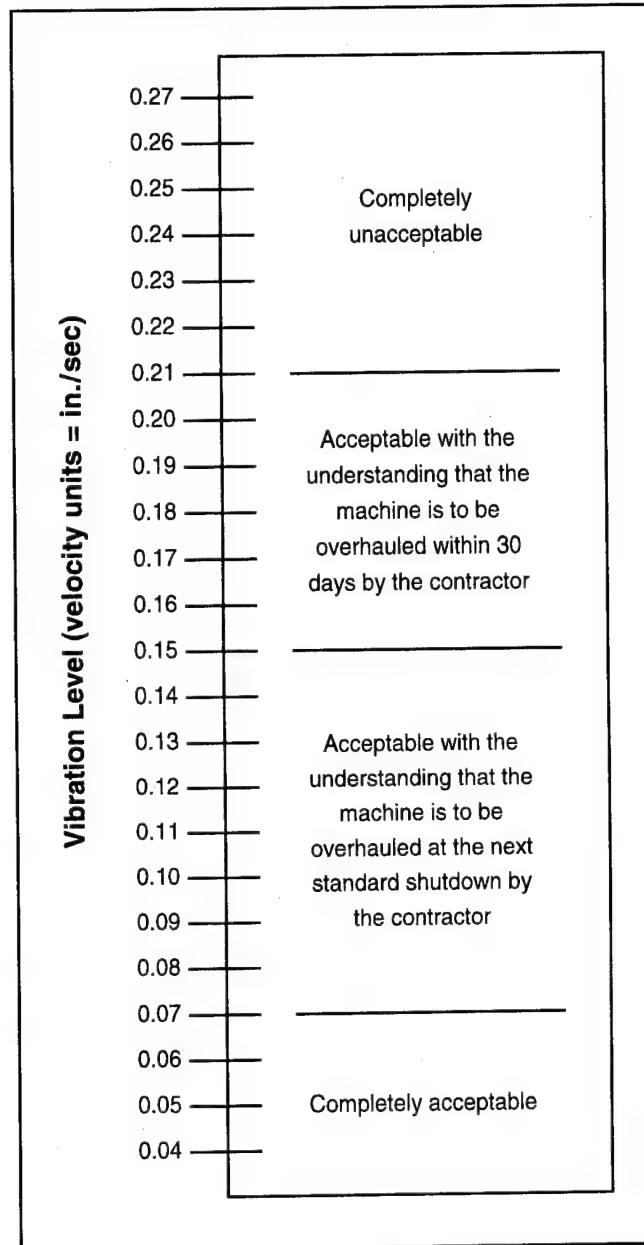 Vibration Level (velocity units = in./sec)
0.27
0.26
0.25
0.24
0.23
0.22
0.21
0.20
0.19
0.18
0.17
0.16
0.15
0.14
0.13
0.12
0.11
0.10
0.09
0.08
0.07
0.06
0.05
0.04
Completely
unacceptable
Acceptable with the
understanding that the
machine is to be
overhauled within 30
days by the contractor
Acceptable with the
understanding that the
machine is to be
overhauled at the next
standard shutdown by
the contractor
Completely acceptable